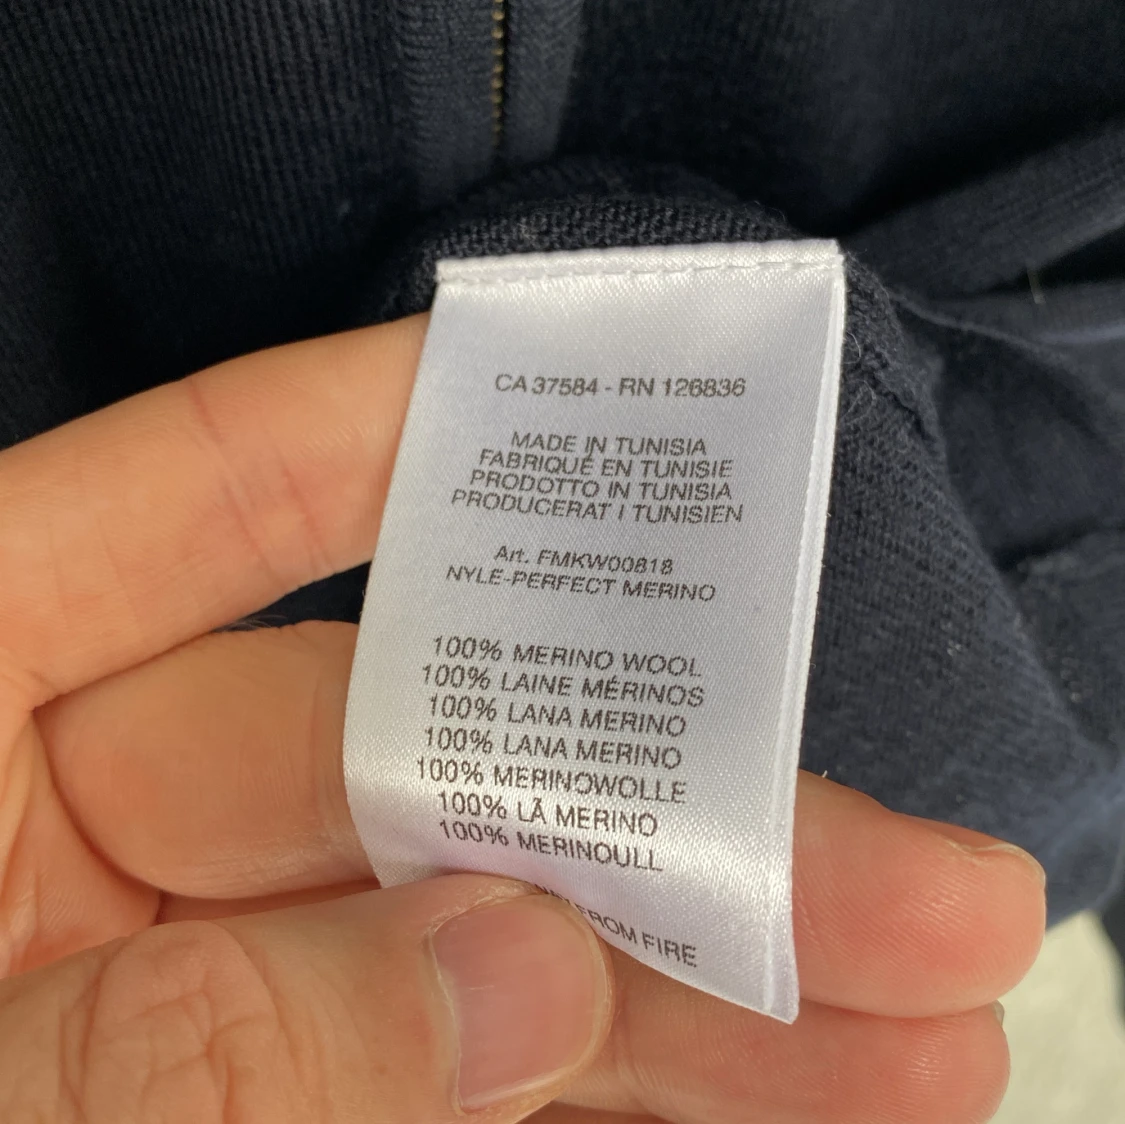 CA 37584 - RN 126836
MADE IN TUNISIA
FABRIQUÉ EN TUNISIE
PRODOTTO IN TUNISIA
PRODUCERAT I TUNISIEN
Art. FMKW00818
NYLE-PERFECT MERINO
100% MERINO WOOL
100% LAINE MÉRINOS
100% LANA MERINO
100% LANA MERINO
100% MERINOWOLLE
100% LÃ MERINO
100% MERINOULL
FROM FIRE